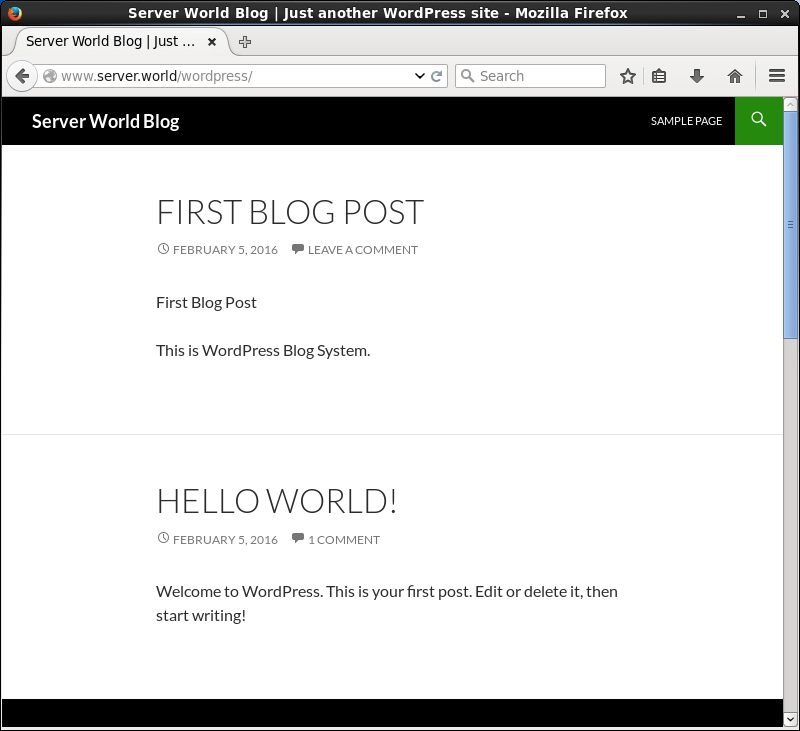 Server World Blog | Just another WordPress site - Mozilla Firefox
Server World Blog | Just ...
www.server.world/wordpress/
Search
Server World Blog
SAMPLE PAGE
FIRST BLOG POST
FEBRUARY 5, 2016 LEAVE A COMMENT
First Blog Post
This is WordPress Blog System.
HELLO WORLD!
FEBRUARY 5, 2016 1 COMMENT
Welcome to WordPress. This is your first post. Edit or delete it, then
start writing!